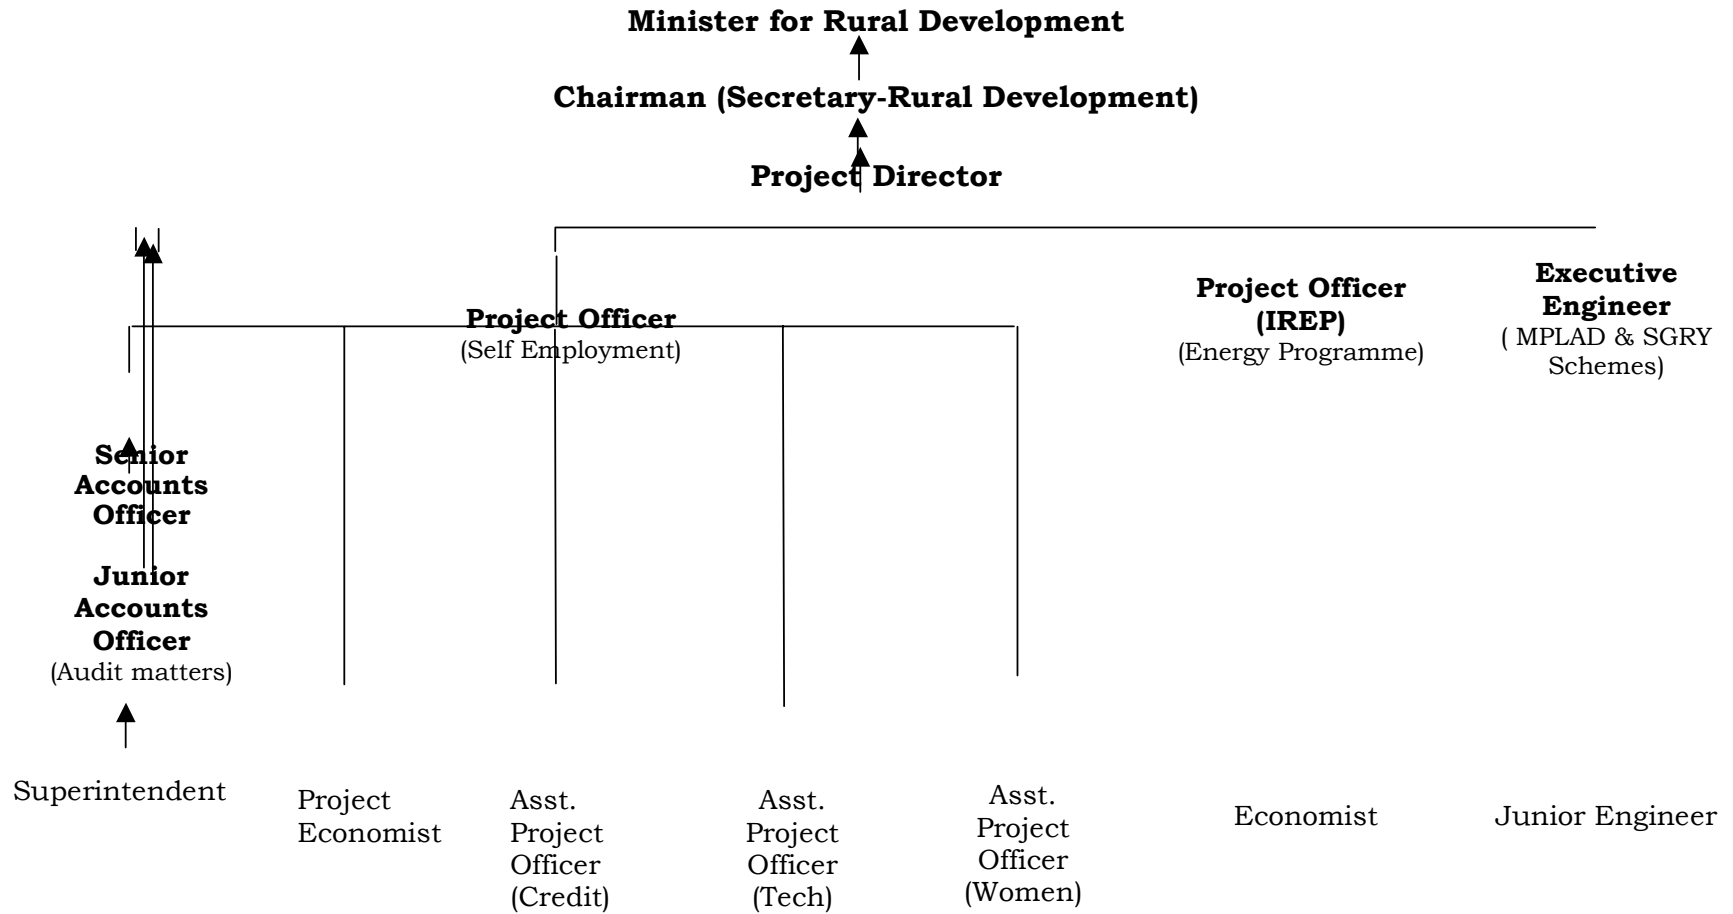 Minister for Rural Development
Chairman (Secretary-Rural Development)
Project Director
Project Officer
(Self Employment)
Project Officer
(IREP)
(Energy Programme)
Executive
Engineer
( MPLAD & SGRY
Schemes)
Senior
Accounts
Officer
Junior
Accounts
Officer
(Audit matters)
Superintendent
Project
Economist
Asst.
Project
Officer
(Credit)
Asst.
Project
Officer
(Tech)
Asst.
Project
Officer
(Women)
Economist
Junior Engineer